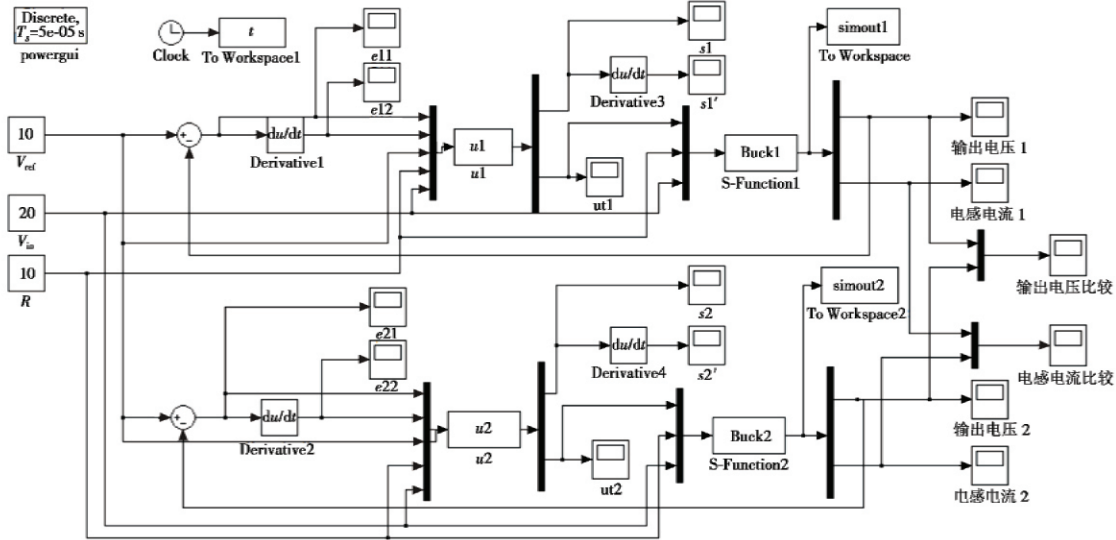 Discrete,
Ts=5e-05 s
powergui
Clock
t
To Workspace1
e11
e12
s1
du/dt
Derivative3
s1′
simout1
To Workspace
10
Vref
+
−
du/dt
Derivative1
u1
u1
ut1
Buck1
S-Function1
输出电压 1
电感电流 1
20
Vin
10
R
输出电压比较
电感电流比较
e21
e22
s2
du/dt
Derivative4
s2′
simout2
To Workspace2
+
−
du/dt
Derivative2
u2
u2
ut2
Buck2
S-Function2
输出电压 2
电感电流 2